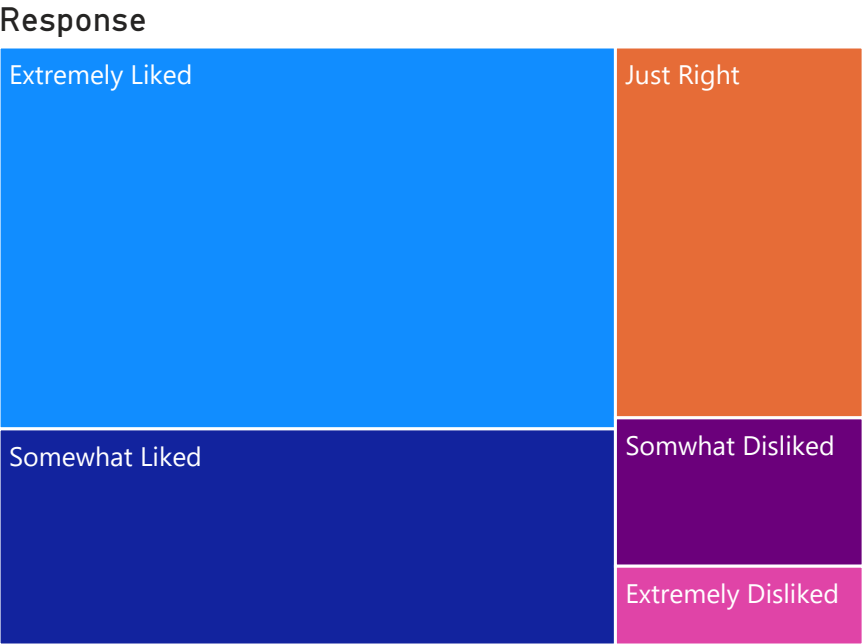 Response
Extremely Liked
Just Right
Somewhat Liked
Somwhat Disliked
Extremely Disliked